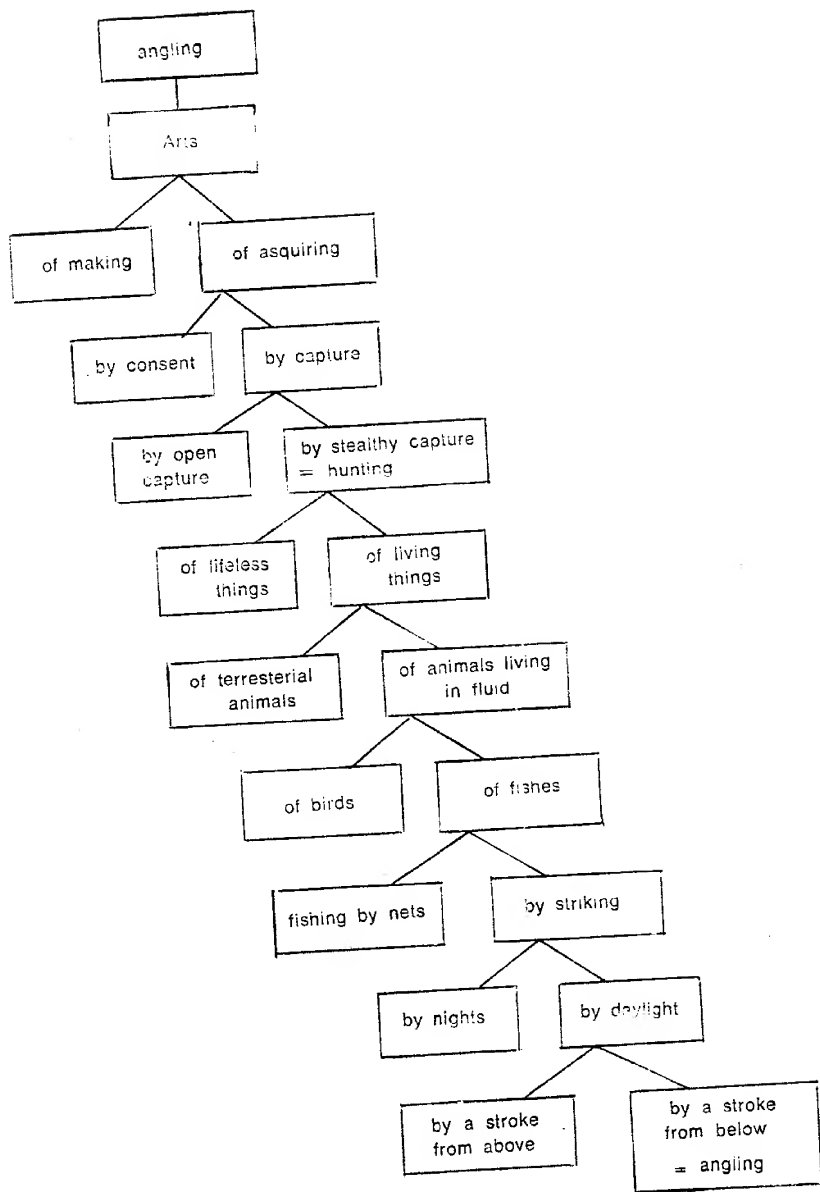 angling
Arts
of making
of asquiring
by consent
by capture
by open
capture
by stealthy capture
= hunting
of lifeless
things
of living
things
of terresterial
animals
of animals living
in fluid
of birds
of fishes
fishing by nets
by striking
by nights
by daylight
by a stroke
from above
by a stroke
from below
= angling